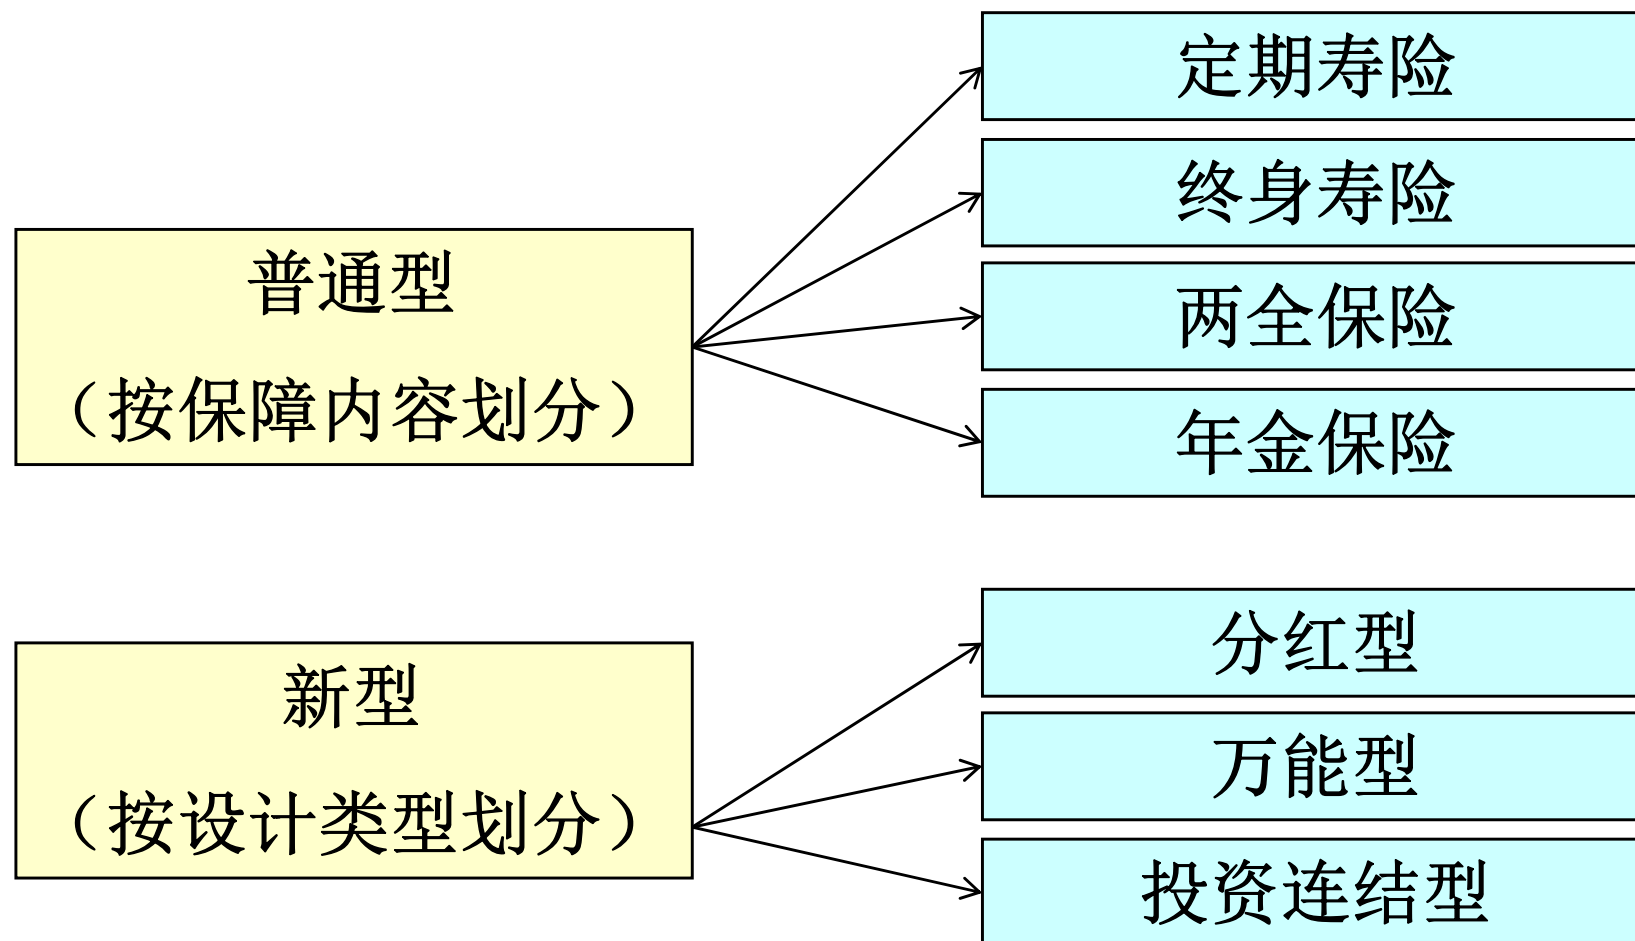 定期寿险
终身寿险
普通型
（按保障内容划分）
两全保险
年金保险
新型
（按设计类型划分）
分红型
万能型
投资连结型